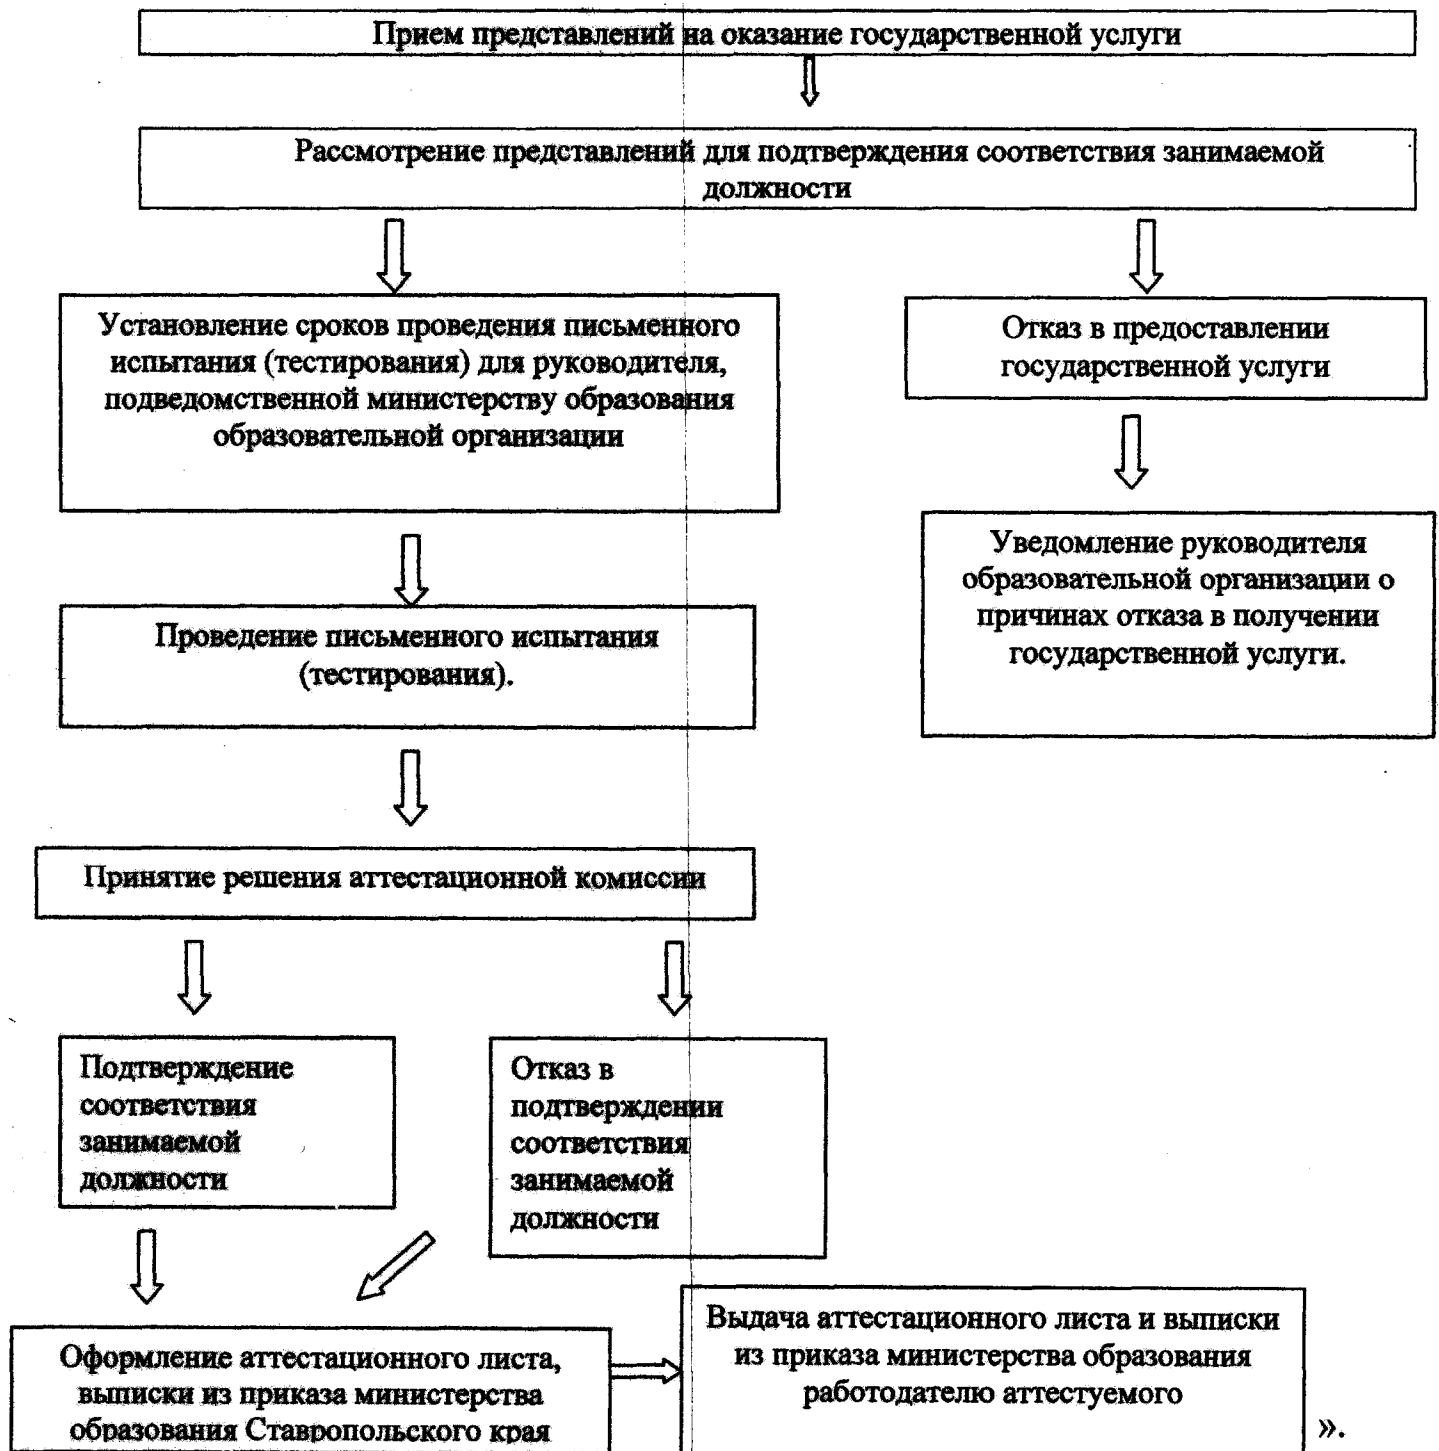 Прием представлений на оказание государственной услуги
Рассмотрение представлений для подтверждения соответствия занимаемой
должности
Установление сроков проведения письменного
испытания (тестирования) для руководителя,
подведомственной министерству образования
образовательной организации
Отказ в предоставлении
государственной услуги
Уведомление руководителя
образовательной организации о
причинах отказа в получении
государственной услуги.
Проведение письменного испытания
(тестирования).
Принятие решения аттестационной комиссии
Подтверждение
соответствия
занимаемой
должности
Отказ в
подтверждении
соответствия
занимаемой
должности
Оформление аттестационного листа,
выписки из приказа министерства
образования Ставропольского края
Выдача аттестационного листа и выписки
из приказа министерства образования
работодателю аттестуемого
».